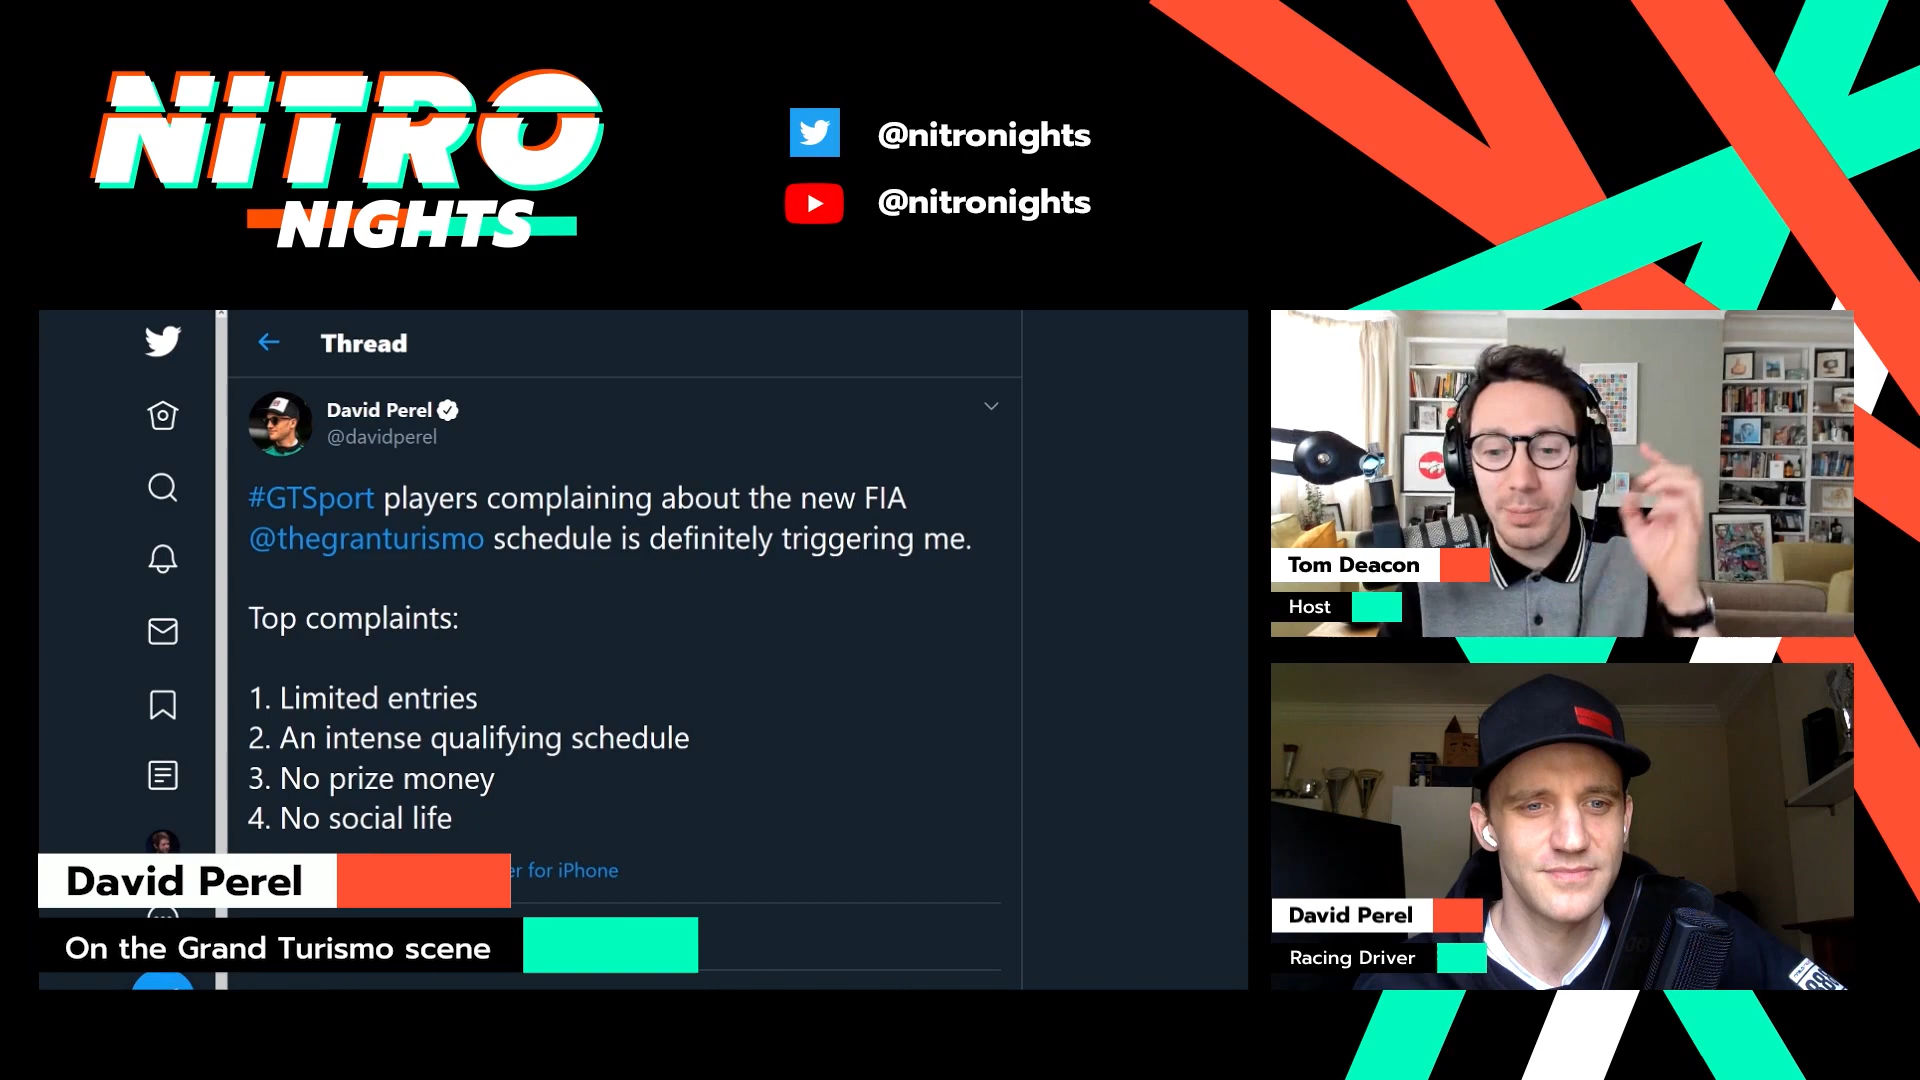 NITRO
NIGHTS
@nitronights
@nitronights
Thread
David Perel
@davidperel
#GTSport players complaining about the new FIA
@thegranturismo schedule is definitely triggering me.
Top complaints:
1. Limited entries
2. An intense qualifying schedule
3. No prize money
4. No social life
er for iPhone
David Perel
On the Grand Turismo scene
Tom Deacon
Host
David Perel
Racing Driver